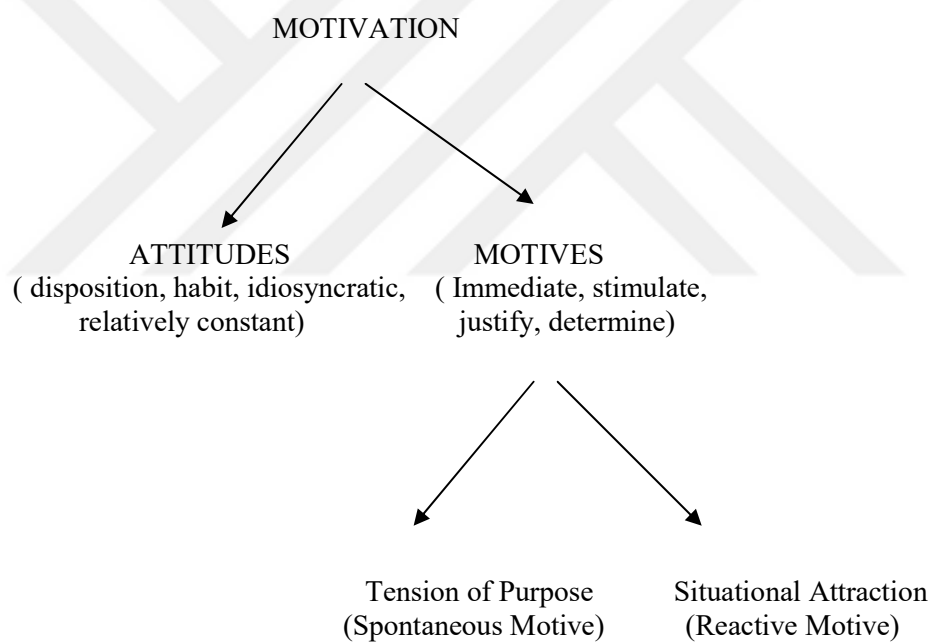 MOTIVATION
ATTITUDES
( disposition, habit, idiosyncratic,
relatively constant)
MOTIVES
( Immediate, stimulate,
justify, determine)
Tension of Purpose
(Spontaneous Motive)
Situational Attraction
(Reactive Motive)